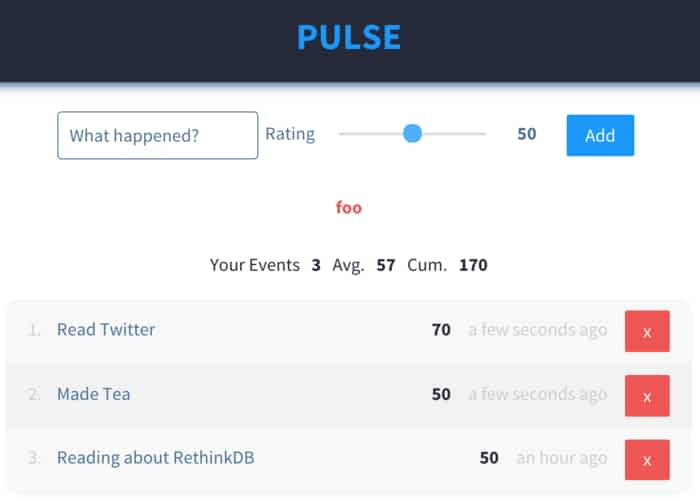 PULSE
What happened? Rating 50 Add
foo
Your Events 3 Avg. 57 Cum. 170
1. Read Twitter 70 a few seconds ago x
2. Made Tea 50 a few seconds ago x
3. Reading about RethinkDB 50 an hour ago x